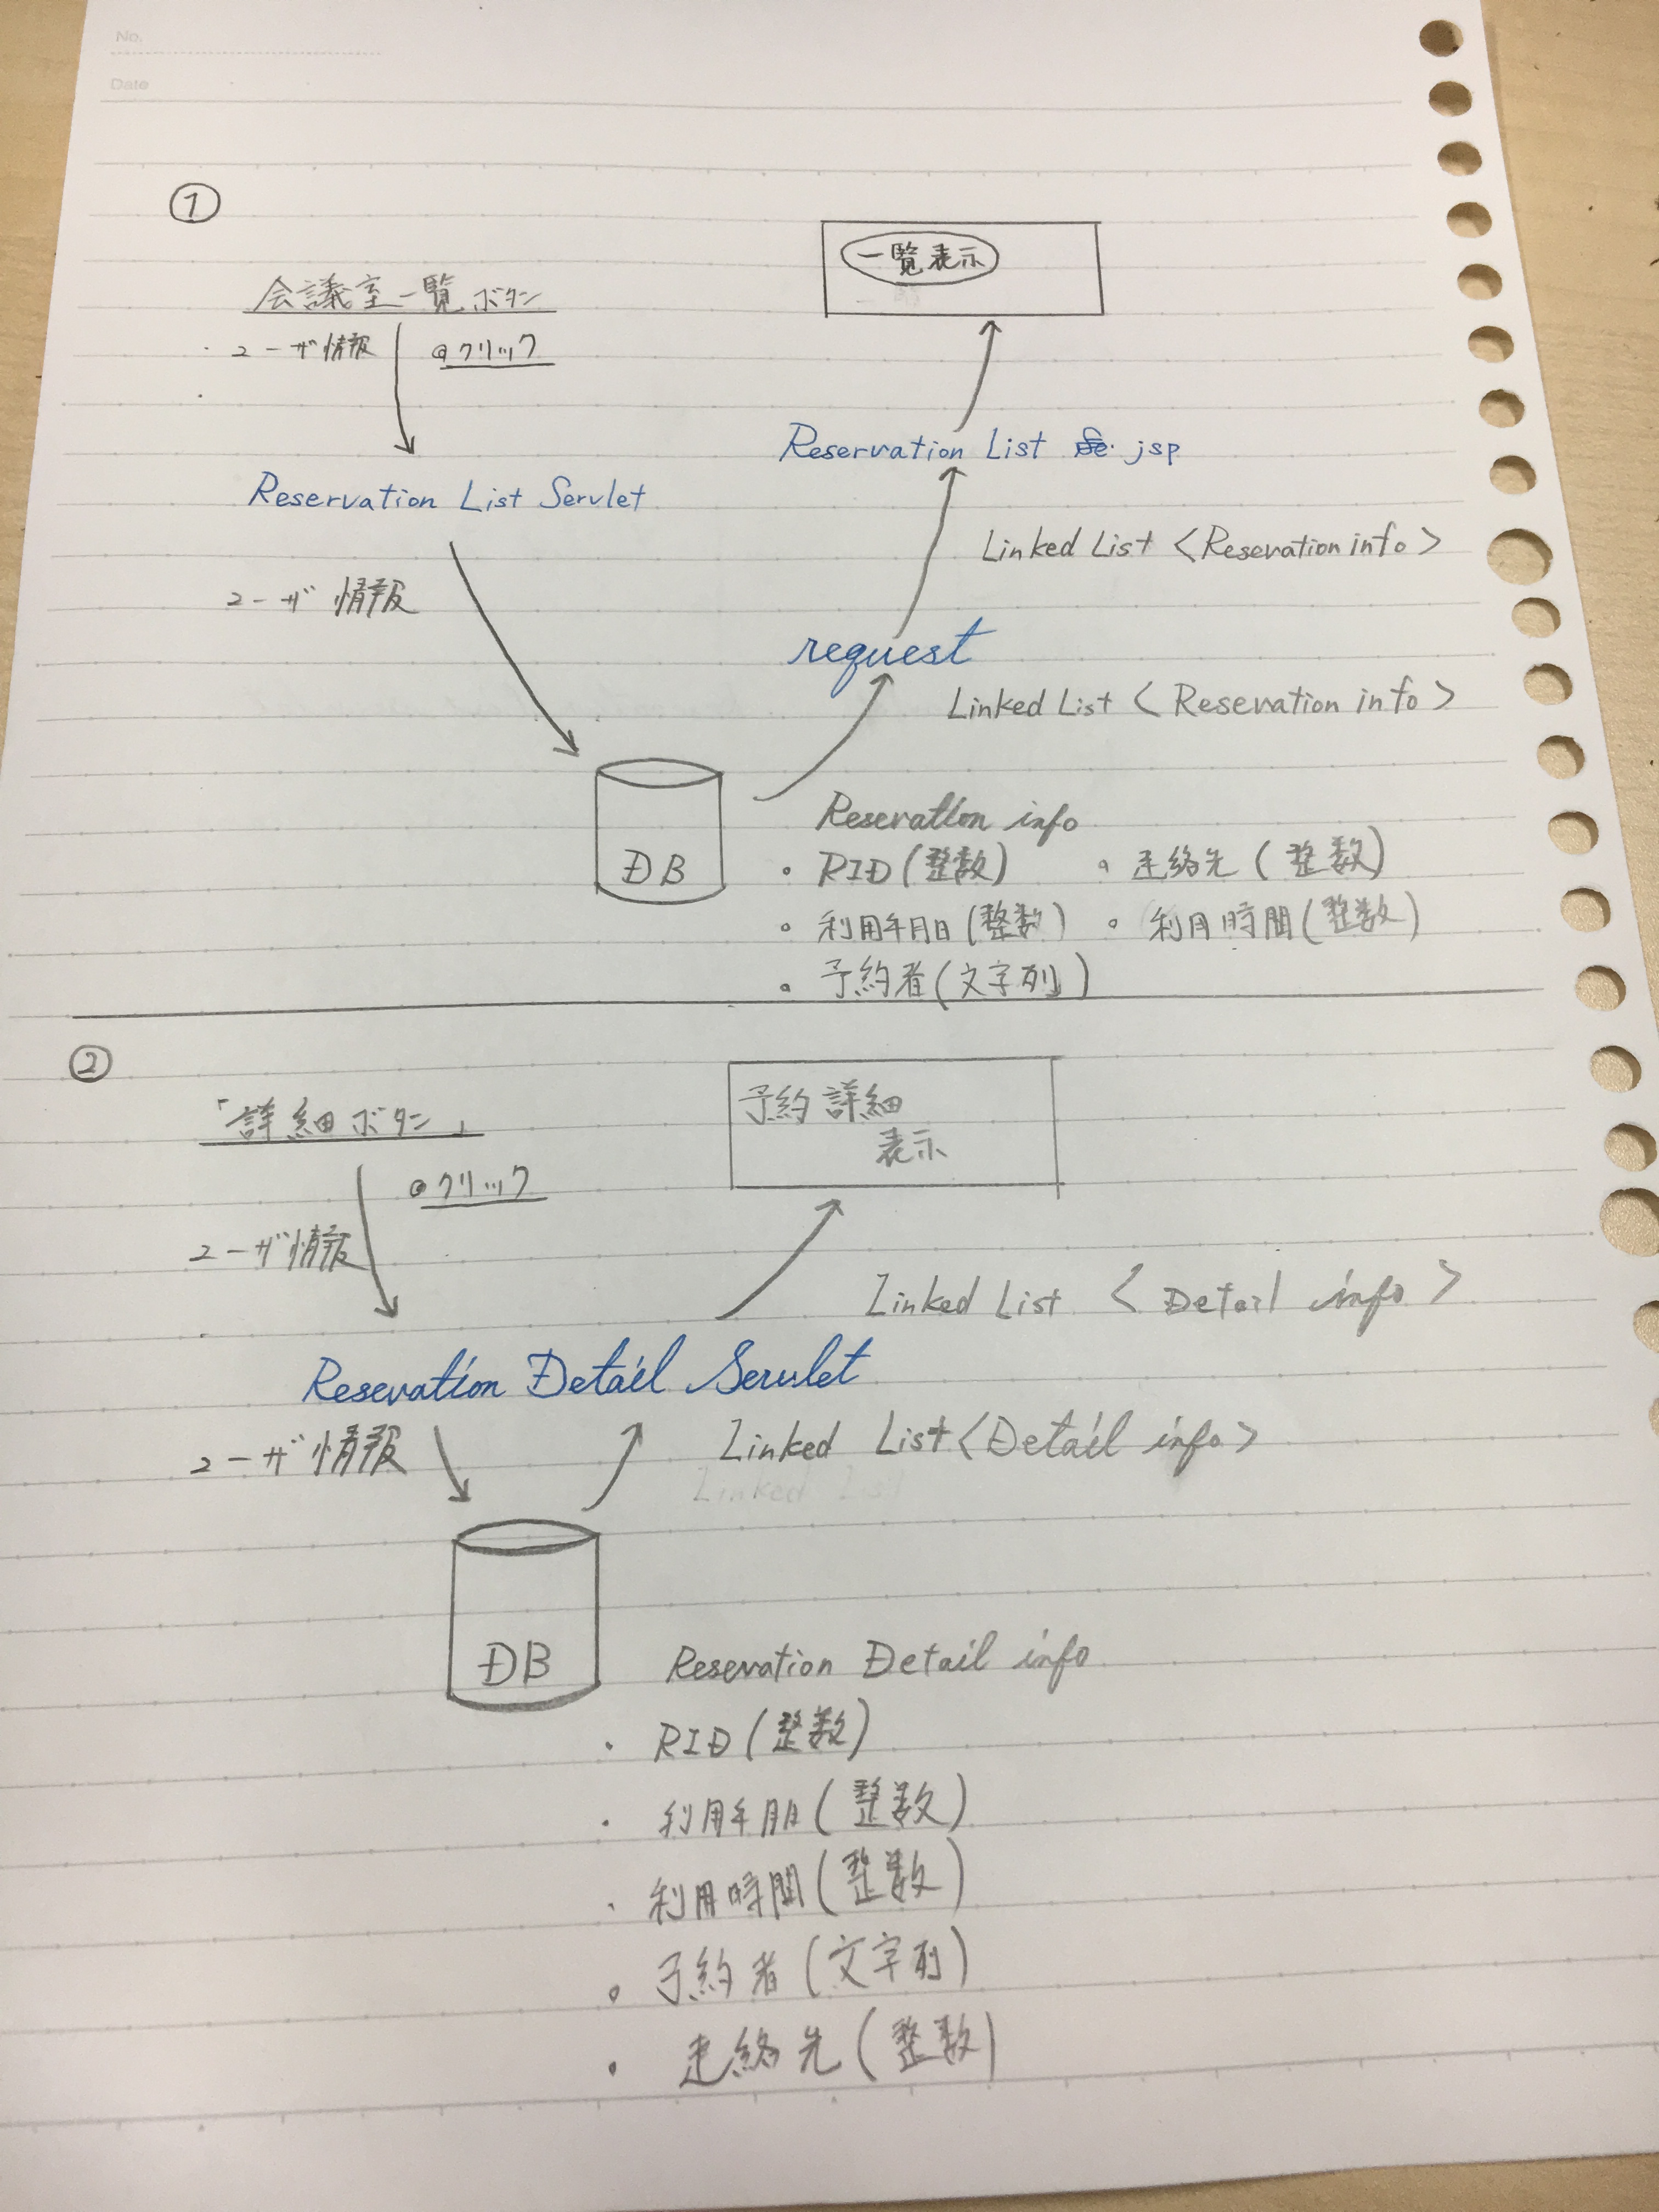 No.
Date
①
一覧表示
会議室一覧ボタン
ユーザ情報 クリック
Reservation List .jsp
Reservation List Servlet
Linked List <Resevation info>
ユーザ情報
request
Linked List <Resevation info>
DB
Resevation info
・RID (整数)
・連絡先 (整数)
・利用年月日 (整数)
・利用時間 (整数)
・予約者 (文字列)
②
「詳細ボタン」
予約詳細
表示
クリック
ユーザ情報
Linked List <Detail info>
Resevation Detail Servlet
ユーザ情報
Linked List <Detail info>
Linked List
DB
Resevation Detail info
・RID (整数)
・利用年月日 (整数)
・利用時間 (整数)
・予約者 (文字列)
・連絡先 (整数)